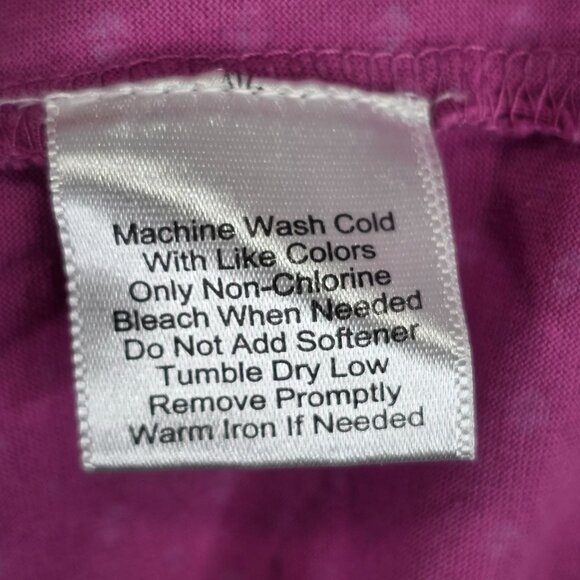 Machine Wash Cold
With Like Colors
Only Non-Chlorine
Bleach When Needed
Do Not Add Softener
Tumble Dry Low
Remove Promptly
Warm Iron If Needed